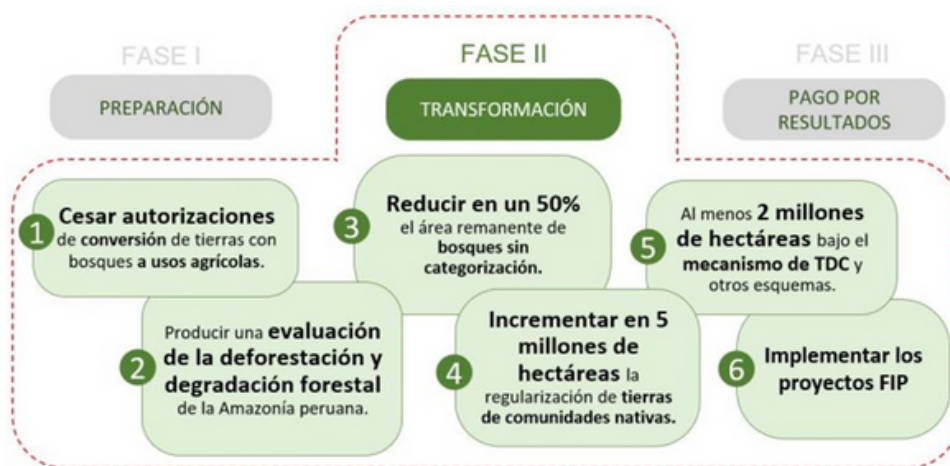 FASE I
PREPARACIÓN
FASE II
TRANSFORMACIÓN
FASE III
PAGO POR
RESULTADOS
1
Cesar autorizaciones
de conversión de tierras con
bosques a usos agrícolas.
2
Producir una evaluación
de la deforestación y
degradación forestal
de la Amazonía peruana.
3
Reducir en un 50%
el área remanente de
bosques sin
categorización.
4
Incrementar en 5
millones de
hectáreas la
regularización de tierras
de comunidades nativas.
5
Al menos 2 millones
de hectáreas bajo el
mecanismo de TDC y
otros esquemas.
6
Implementar los
proyectos FIP